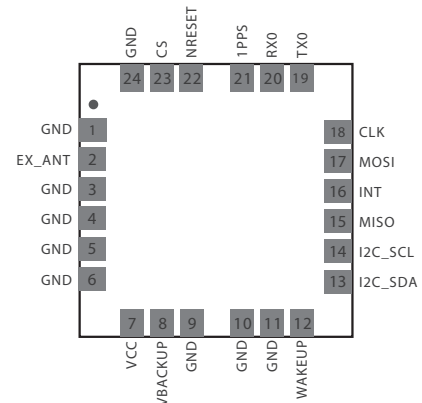 GND CS NRESET 1PPS RX0 TX0
24 23 22 21 20 19
GND 1 18 CLK
EX_ANT 2 17 MOSI
GND 3 16 INT
GND 4 15 MISO
GND 5 14 I2C_SCL
GND 6 13 I2C_SDA
7 8 9 10 11 12
VCC VBACKUP GND GND GND WAKEUP